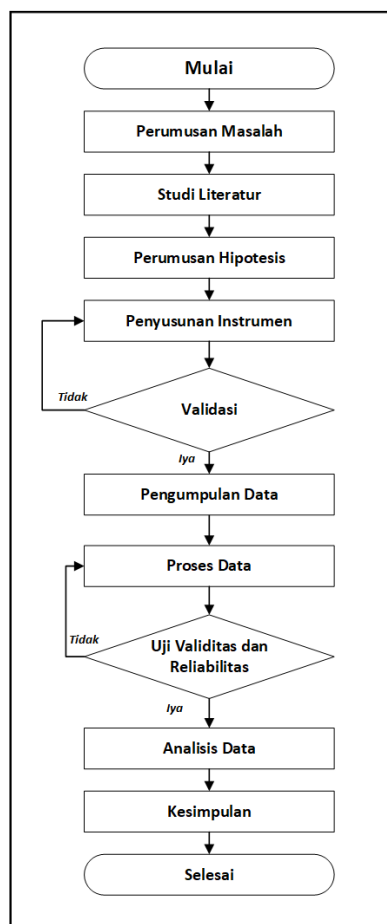 Mulai
Perumusan Masalah
Studi Literatur
Perumusan Hipotesis
Penyusunan Instrumen
Tidak
Validasi
Iya
Pengumpulan Data
Proses Data
Tidak
Uji Validitas dan
Reliabilitas
Iya
Analisis Data
Kesimpulan
Selesai